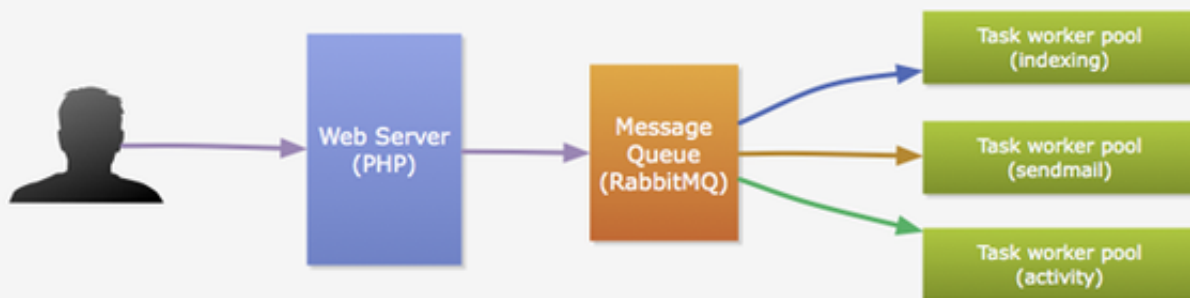 Web Server
(PHP)
Message
Queue
(RabbitMQ)
Task worker pool
(indexing)
Task worker pool
(sendmail)
Task worker pool
(activity)